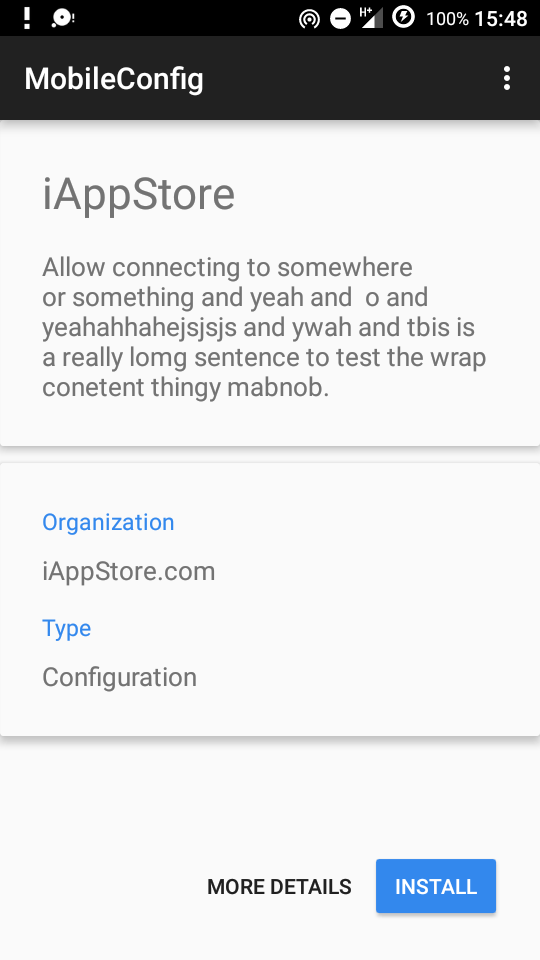 H+ 100% 15:48
MobileConfig
iAppStore
Allow connecting to somewhere
or something and yeah and  o and
yeahahhahejsjsjs and ywah and tbis is
a really lomg sentence to test the wrap
conetent thingy mabnob.
Organization
iAppStore.com
Type
Configuration
MORE DETAILS INSTALL